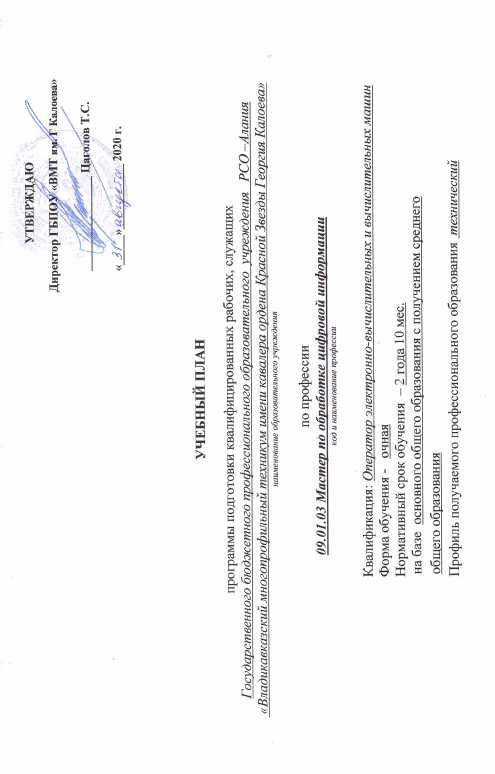 УТВЕРЖДАЮ
Директор ГБПОУ «ВМТ им. Г Калоева»
Цаголов Т.С.
« 31 » августа 2020 г.
УЧЕБНЫЙ ПЛАН
программы подготовки квалифицированных рабочих, служащих
Государственного бюджетного профессионального образовательного учреждения РСО –Алания
«Владикавказский многопрофильный техникум имени кавалера ордена Красной Звезды Георгия Калоева»
наименование образовательного учреждения
по профессии
09.01.03 Мастер по обработке цифровой информации
код и наименование профессии
Квалификация: Оператор электронно-вычислительных и вычислительных машин
Форма обучения - очная
Нормативный срок обучения – 2 года 10 мес.
на базе основного общего образования с получением среднего
общего образования
Профиль получаемого профессионального образования технический